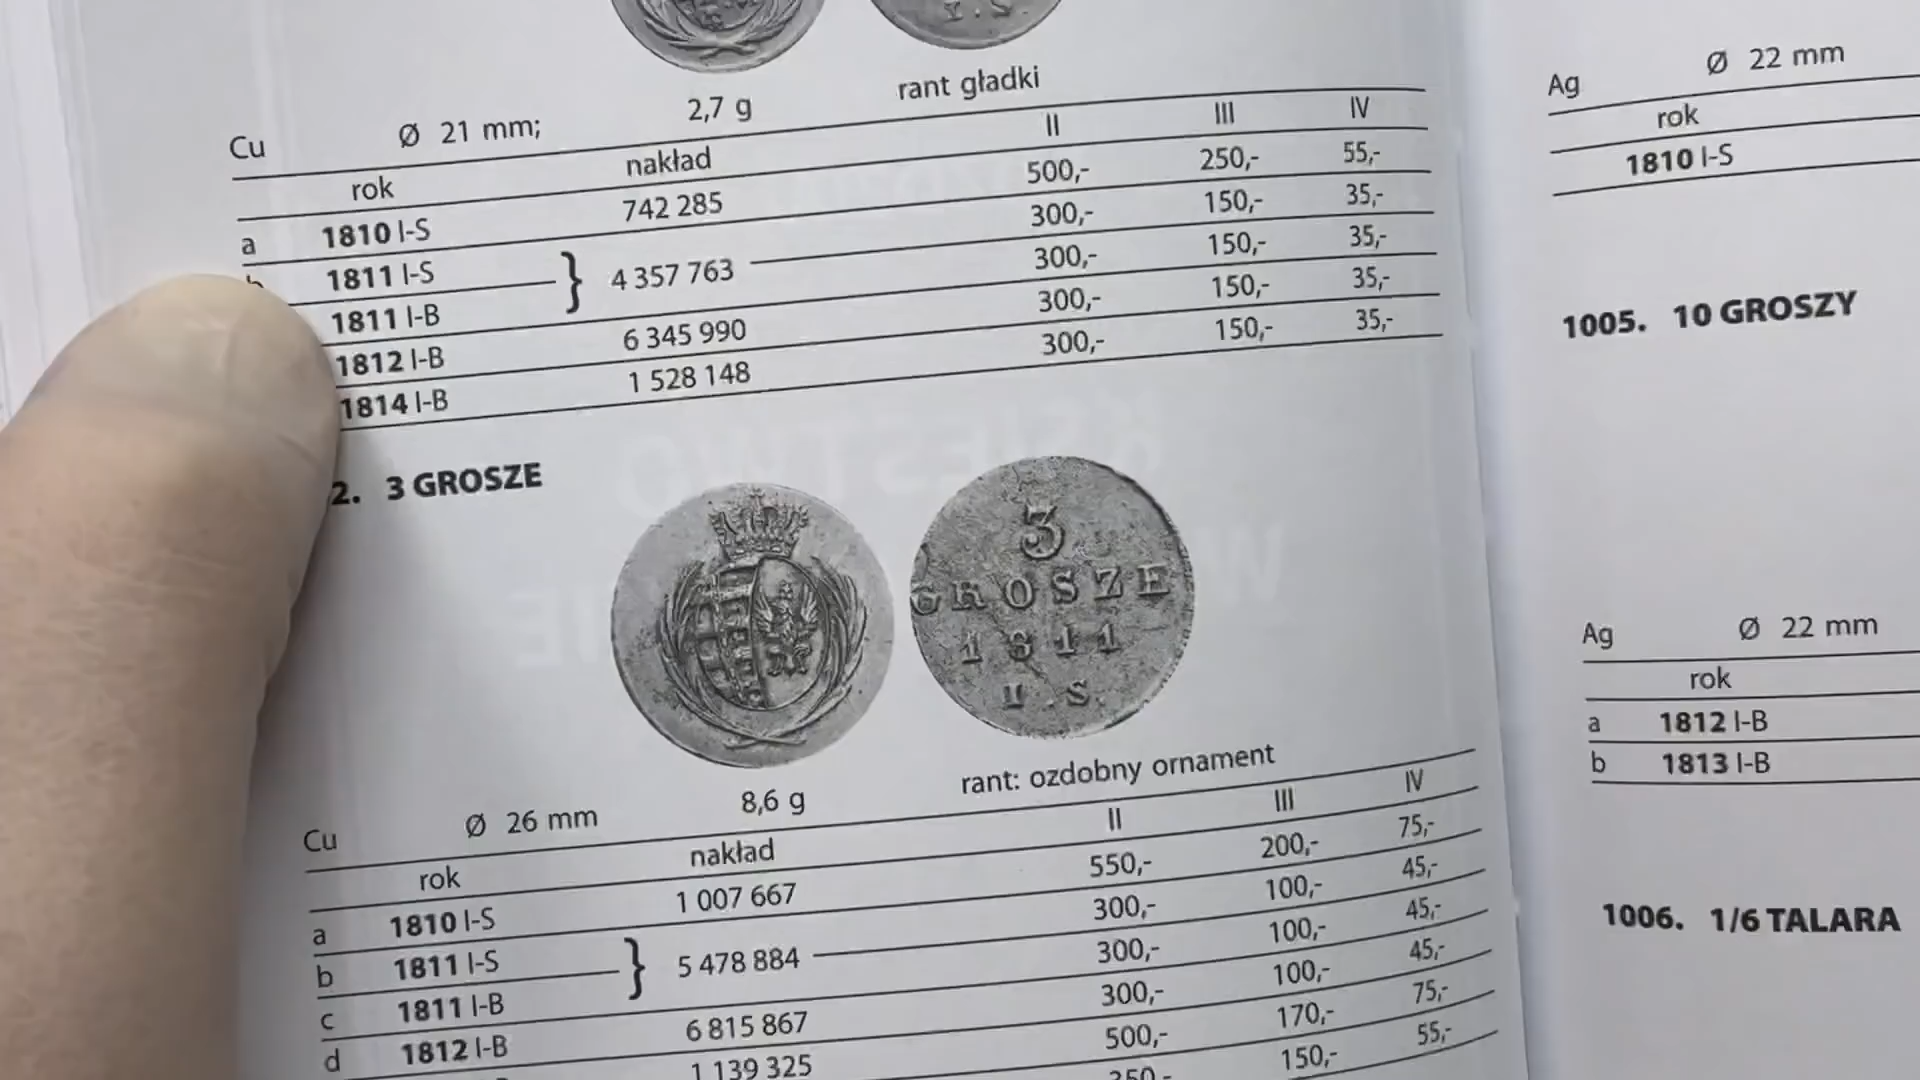 I.S.
Cu Ø 21 mm; 2,7 g rant gładki
rok nakład II III IV
a 1810 I-S 742 285 500,- 250,- 55,-
1811 I-S } 4 357 763 300,- 150,- 35,-
1811 I-B 300,- 150,- 35,-
1812 I-B 6 345 990 300,- 150,- 35,-
1814 I-B 1 528 148 300,- 150,- 35,-
2. 3 GROSZE
3
GROSZE
1811
I.S.
Cu Ø 26 mm 8,6 g rant: ozdobny ornament
rok nakład II III IV
a 1810 I-S 1 007 667 550,- 200,- 75,-
b 1811 I-S } 5 478 884 300,- 100,- 45,-
c 1811 I-B 300,- 100,- 45,-
d 1812 I-B 6 815 867 300,- 100,- 45,-
1 139 325 500,- 170,- 75,-
150,- 55,-
Ag Ø 22 mm
rok
1810 I-S
1005. 10 GROSZY
Ag Ø 22 mm
rok
a 1812 I-B
b 1813 I-B
1006. 1/6 TALARA